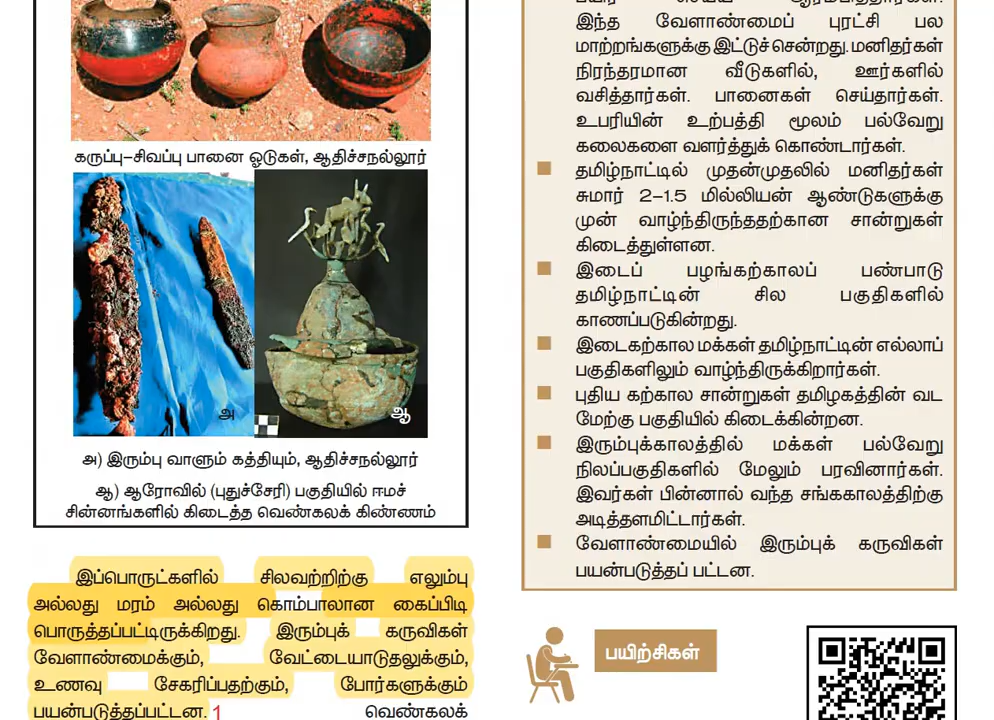 கருப்பு–சிவப்பு பானை ஓடுகள், ஆதிச்சநல்லூர்
அ
ஆ
அ) இரும்பு வாளும் கத்தியும், ஆதிச்சநல்லூர்
ஆ) ஆரோவில் (புதுச்சேரி) பகுதியில் ஈமச்
சின்னங்களில் கிடைத்த வெண்கலக் கிண்ணம்
இப்பொருட்களில் சிலவற்றிற்கு எலும்பு
அல்லது மரம் அல்லது கொம்பாலான கைப்பிடி
பொருத்தப்பட்டிருக்கிறது. இரும்புக் கருவிகள்
வேளாண்மைக்கும், வேட்டையாடுதலுக்கும்,
உணவு சேகரிப்பதற்கும், போர்களுக்கும்
பயன்படுத்தப்பட்டன. 1 வெண்கலக்
இந்த வேளாண்மைப் புரட்சி பல
மாற்றங்களுக்கு இட்டுச் சென்றது. மனிதர்கள்
நிரந்தரமான வீடுகளில், ஊர்களில்
வசித்தார்கள். பானைகள் செய்தார்கள்.
உபரியின் உற்பத்தி மூலம் பல்வேறு
கலைகளை வளர்த்துக் கொண்டார்கள்.
தமிழ்நாட்டில் முதன்முதலில் மனிதர்கள்
சுமார் 2–1.5 மில்லியன் ஆண்டுகளுக்கு
முன் வாழ்ந்திருந்ததற்கான சான்றுகள்
கிடைத்துள்ளன.
இடைப் பழங்கற்காலப் பண்பாடு
தமிழ்நாட்டின் சில பகுதிகளில்
காணப்படுகின்றது.
இடைகற்கால மக்கள் தமிழ்நாட்டின் எல்லாப்
பகுதிகளிலும் வாழ்ந்திருக்கிறார்கள்.
புதிய கற்கால சான்றுகள் தமிழகத்தின் வட
மேற்கு பகுதியில் கிடைக்கின்றன.
இரும்புக்காலத்தில் மக்கள் பல்வேறு
நிலப்பகுதிகளில் மேலும் பரவினார்கள்.
இவர்கள் பின்னால் வந்த சங்ககாலத்திற்கு
அடித்தளமிட்டார்கள்.
வேளாண்மையில் இரும்புக் கருவிகள்
பயன்படுத்தப் பட்டன.
பயிற்சிகள்